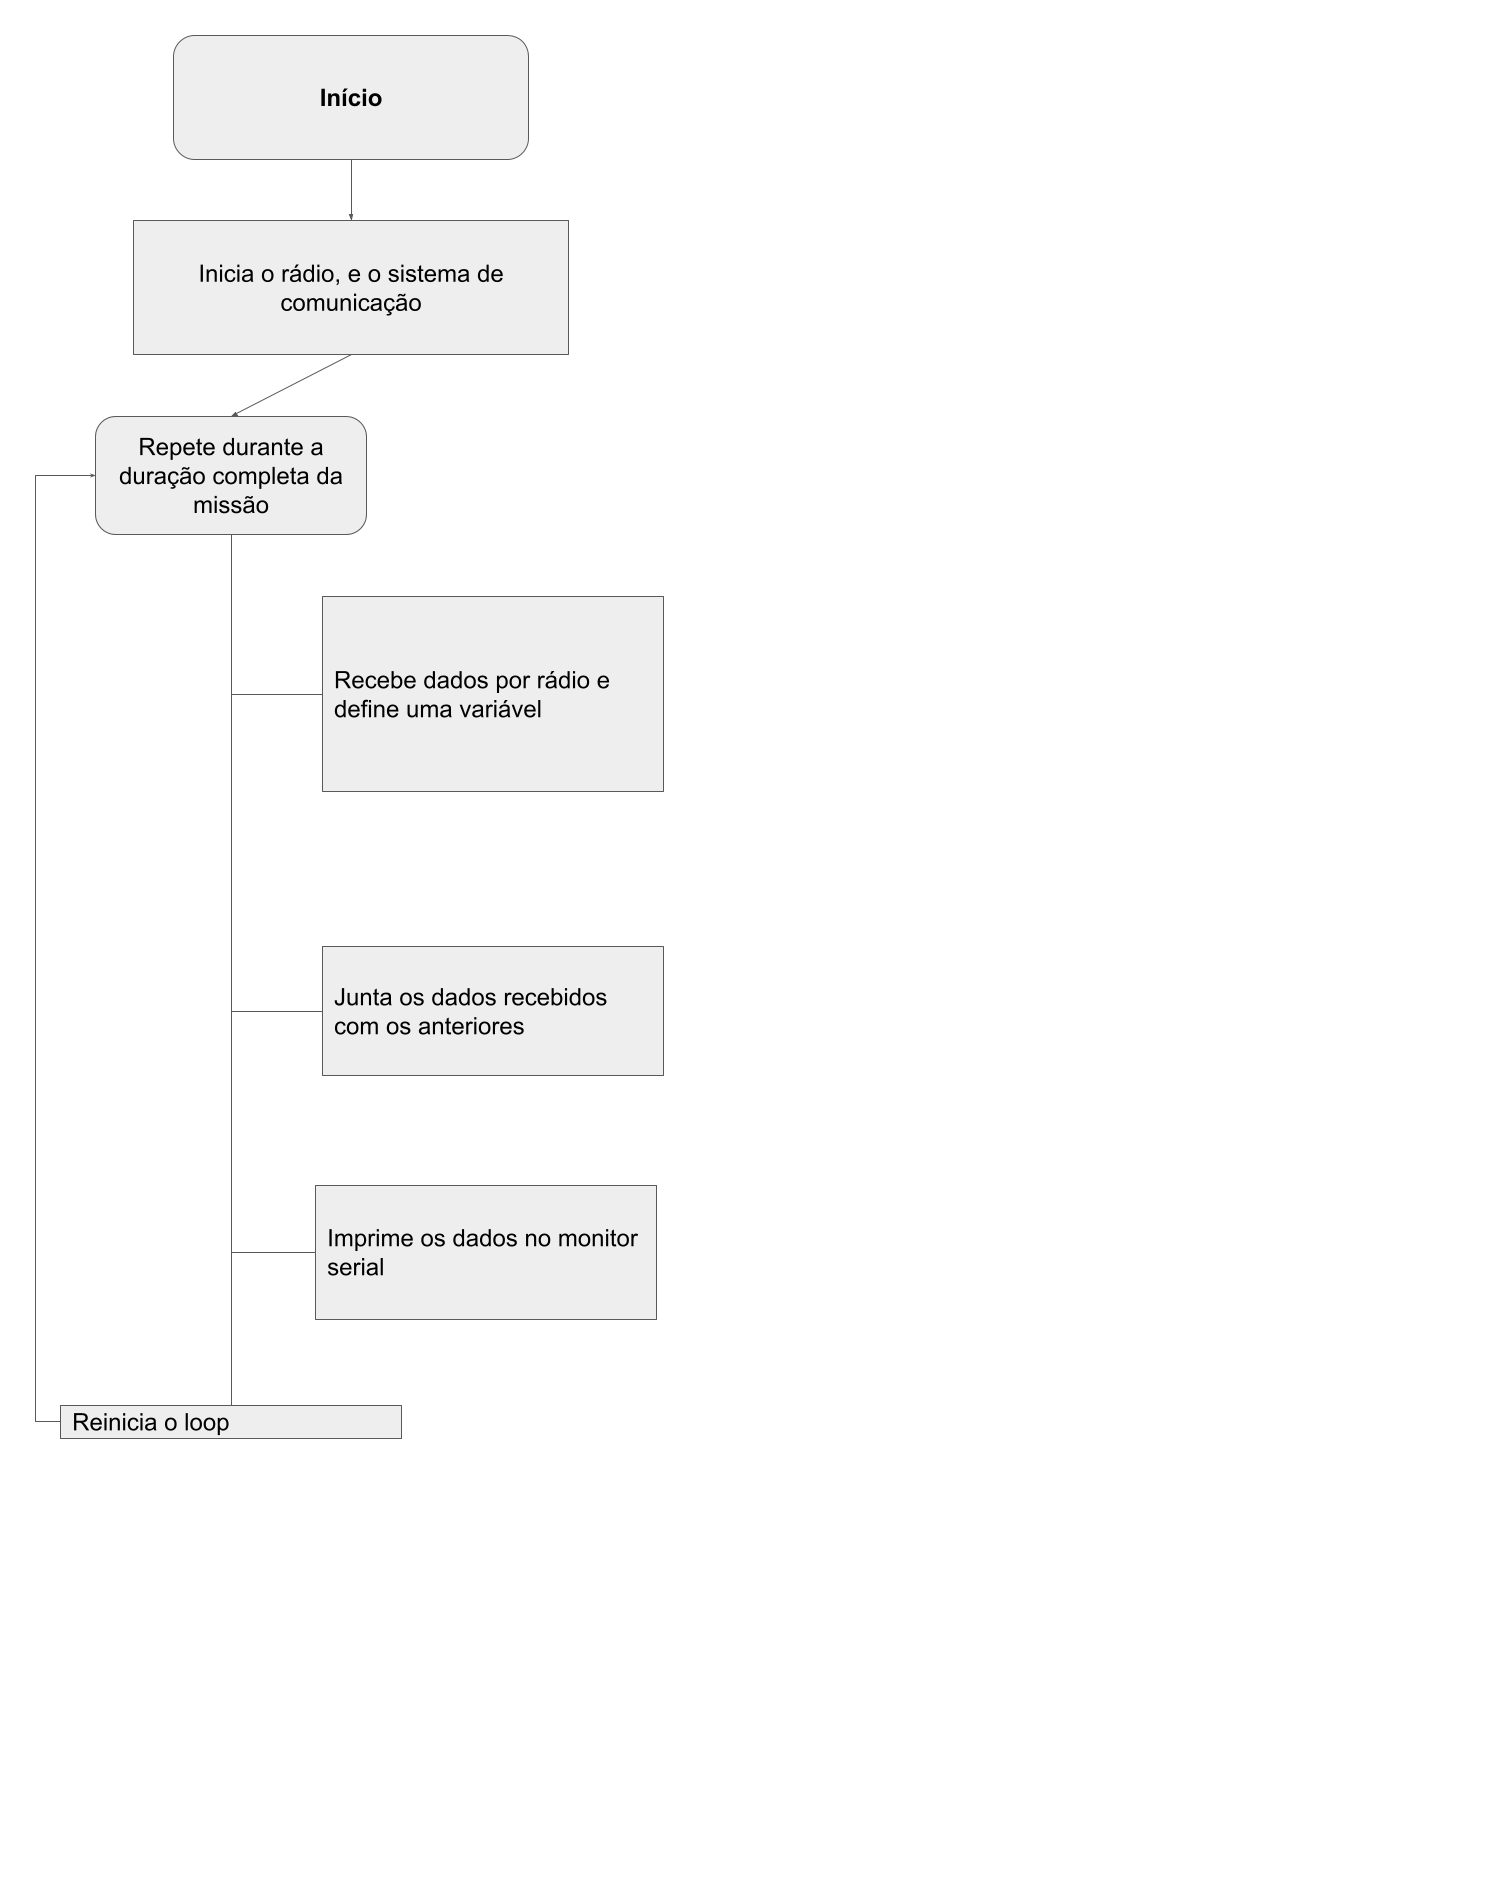 Início
Inicia o rádio, e o sistema de
comunicação
Repete durante a
duração completa da
missão
Recebe dados por rádio e
define uma variável
Junta os dados recebidos
com os anteriores
Imprime os dados no monitor
serial
Reinicia o loop